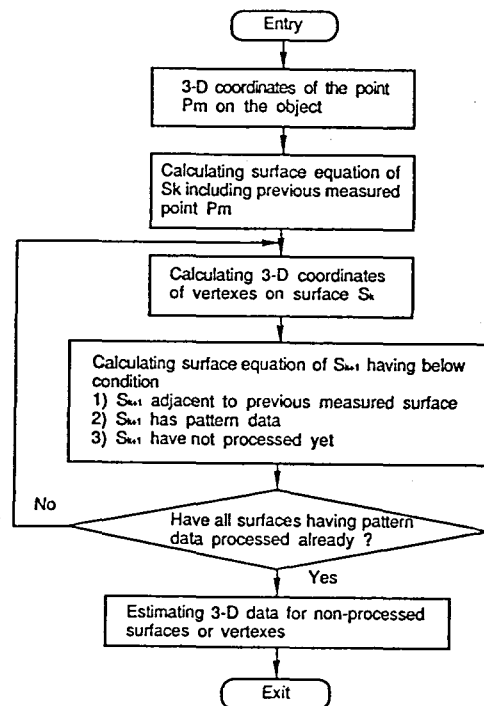 Entry
3-D coordinates of the point
Pm on the object
Calculating surface equation of
Sk including previous measured
point Pm
Calculating 3-D coordinates
of vertexes on surface Sk
Calculating surface equation of Sk+1 having below
condition
1) Sk+1 adjacent to previous measured surface
2) Sk+1 has pattern data
3) Sk+1 have not processed yet
No
Have all surfaces having pattern
data processed already ?
Yes
Estimating 3-D data for non-processed
surfaces or vertexes
Exit